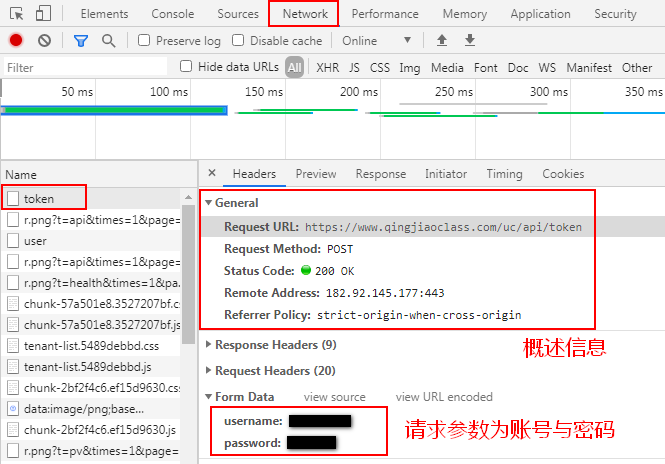 Elements Console Sources Network Performance Memory Application Security
Preserve log Disable cache Online
Filter Hide data URLs All XHR JS CSS Img Media Font Doc WS Manifest Other
50 ms 100 ms 150 ms 200 ms 250 ms 300 ms 350 ms
Name
token
r.png?t=api&times=1&page=
user
r.png?t=api&times=1&page=
r.png?t=health&times=1&pa
chunk-57a501e8.3527207bf.c
chunk-57a501e8.3527207bf.js
tenant-list.5489debbd.css
tenant-list.5489debbd.js
chunk-2bf2f4c6.ef15d9630.cs
data:image/png;base...
chunk-2bf2f4c6.ef15d9630.js
r.png?t=pv&times=1&page=
× Headers Preview Response Initiator Timing Cookies
General
Request URL: https://www.qingjiaoclass.com/uc/api/token
Request Method: POST
Status Code: 200 OK
Remote Address: 182.92.145.177:443
Referrer Policy: strict-origin-when-cross-origin
概述信息
Response Headers (9)
Request Headers (20)
Form Data view source view URL encoded
username:
password:
请求参数为账号与密码